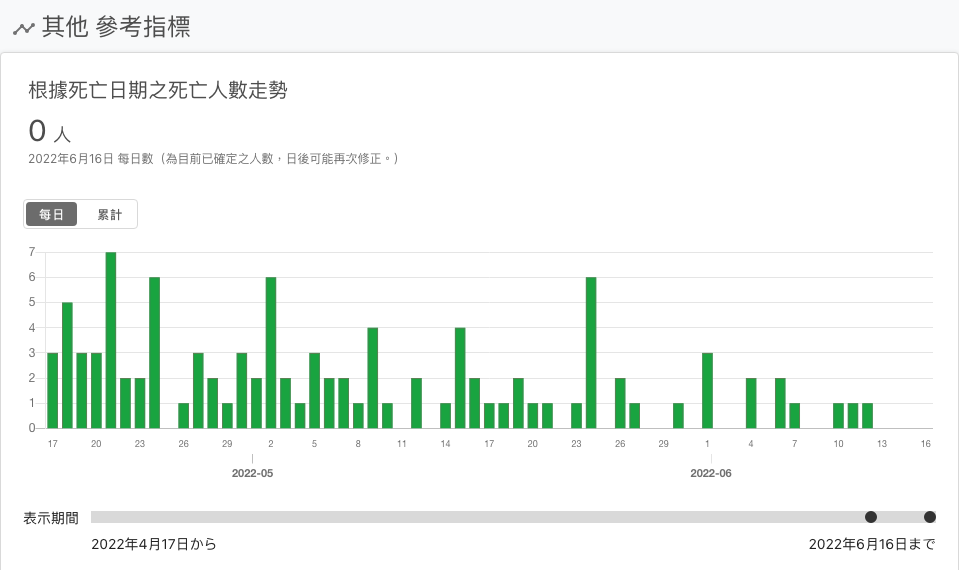 其他 參考指標
根據死亡日期之死亡人數走勢
0 人
2022年6月16日 每日數（為目前已確定之人數，日後可能再次修正。）
每日 累計
7
6
5
4
3
2
1
0
17 20 23 26 29 2 5 8 11 14 17 20 23 26 29 1 4 7 10 13 16
2022-05 2022-06
表示期間
2022年4月17日から 2022年6月16日まで